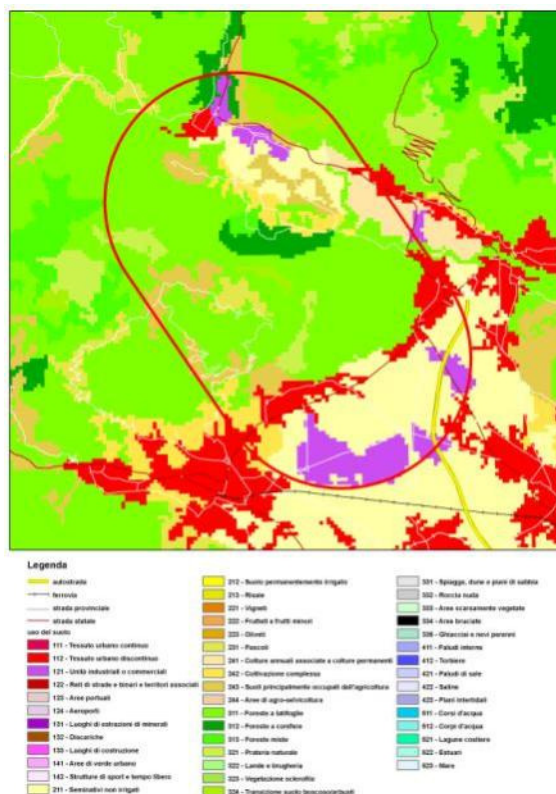 Legenda
autostrada
ferrovia
strada provinciale
strada statale
uso del suolo
111 - Tessuto urbano continuo
112 - Tessuto urbano discontinuo
121 - Unità industriali o commerciali
122 - Reti di strade e binari e territori associati
123 - Aree portuali
124 - Aeroporti
131 - Luoghi di estrazioni di minerali
132 - Discariche
133 - Luoghi di costruzione
141 - Aree di verde urbano
142 - Strutture di sport e tempo libero
211 - Seminativi non irrigati
212 - Suolo permanentemente irrigato
213 - Risaie
221 - Vigneti
222 - Frutteti e frutti minori
223 - Oliveti
231 - Pascoli
241 - Colture annuali associate a colture permanenti
242 - Coltivazione complessa
243 - Suoli principalmente occupati dall'agricoltura
244 - Aree di agro-selvicoltura
311 - Foreste a latifoglie
312 - Foreste a conifere
313 - Foreste miste
321 - Prateria naturale
322 - Lande e brughiera
323 - Vegetazione sclerofila
324 - Transizione suolo boscoso/arbusti
331 - Spiagge, dune e piani di sabbia
332 - Roccia nuda
333 - Aree scarsamente vegetate
334 - Aree bruciate
335 - Ghiacciai e nevi perenni
411 - Paludi interne
412 - Torbiere
421 - Paludi di sale
422 - Saline
423 - Piani intertidali
511 - Corsi d'acqua
512 - Corpi d'acqua
521 - Lagune costiere
522 - Estuari
523 - Mare